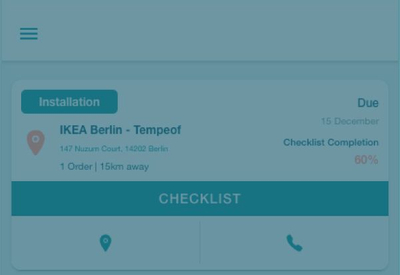 Installation
Due
15 December
IKEA Berlin - Tempeof
147 Nuzum Court, 14202 Berlin
Checklist Completion
1 Order | 15km away
60%
CHECKLIST